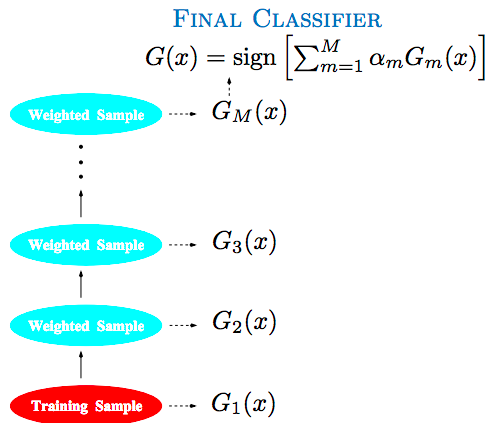 FINAL CLASSIFIER
G(x) = sign [∑_{m=1}^{M} α_m G_m(x)]
Weighted Sample G_M(x)
Weighted Sample G_3(x)
Weighted Sample G_2(x)
Training Sample G_1(x)